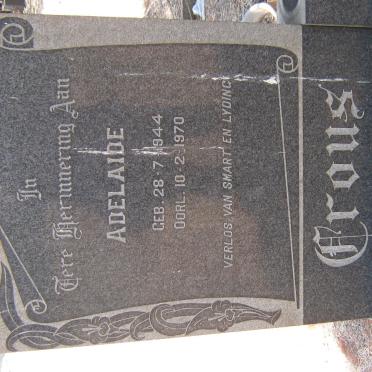 In
Tere Herinnering Aan
ADELAIDE
GEB. 28·7·1944
OORL. 10·2·1970
VERLOS VAN SMART EN LYDING
Crous